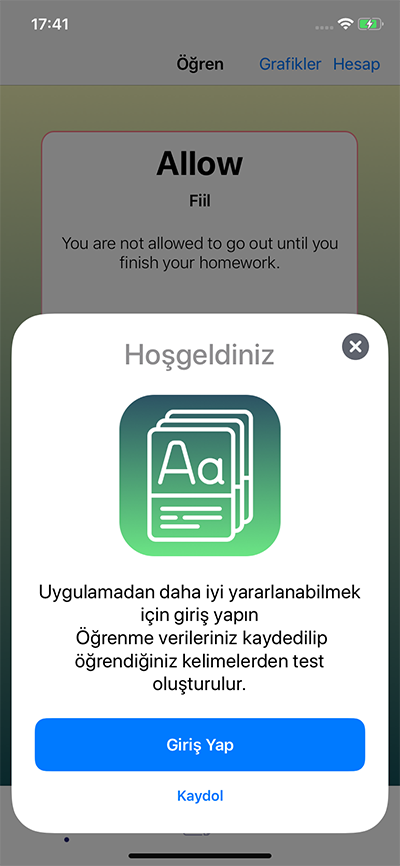 17:41
Öğren
Grafikler
Hesap
Allow
Fiil
You are not allowed to go out until you
finish your homework.
Hoşgeldiniz
Aa
Uygulamadan daha iyi yararlanabilmek
için giriş yapın
Öğrenme verileriniz kaydedilip
öğrendiğiniz kelimelerden test
oluşturulur.
Giriş Yap
Kaydol